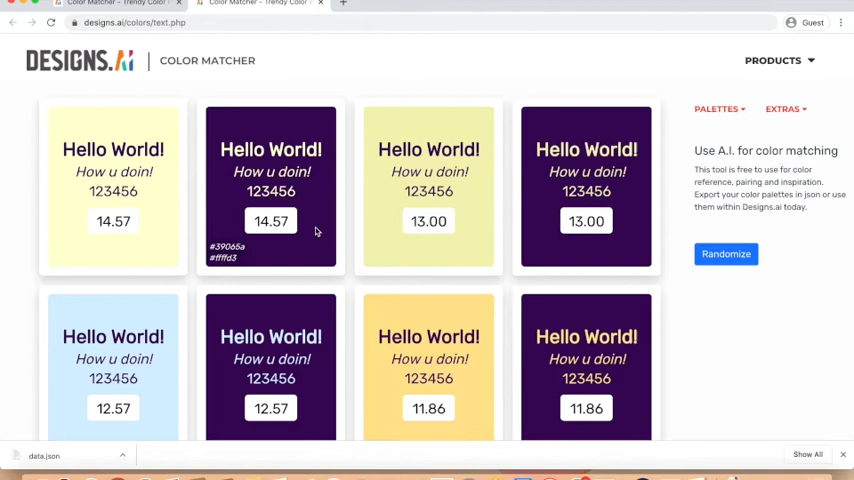 Color Matcher - Trendy Color
Color Matcher - Trendy Color
designs.ai/colors/text.php
Guest
DESIGNS.AI
COLOR MATCHER
PRODUCTS
Hello World!
How u doin!
123456
14.57
Hello World!
How u doin!
123456
14.57
#39065a
#ffffd3
Hello World!
How u doin!
123456
13.00
Hello World!
How u doin!
123456
13.00
PALETTES
EXTRAS
Use A.I. for color matching
This tool is free to use for color
reference, pairing and inspiration.
Export your color palettes in json or use
them within Designs.ai today.
Randomize
Hello World!
How u doin!
123456
12.57
Hello World!
How u doin!
123456
12.57
Hello World!
How u doin!
123456
11.86
Hello World!
How u doin!
123456
11.86
data.json
Show All